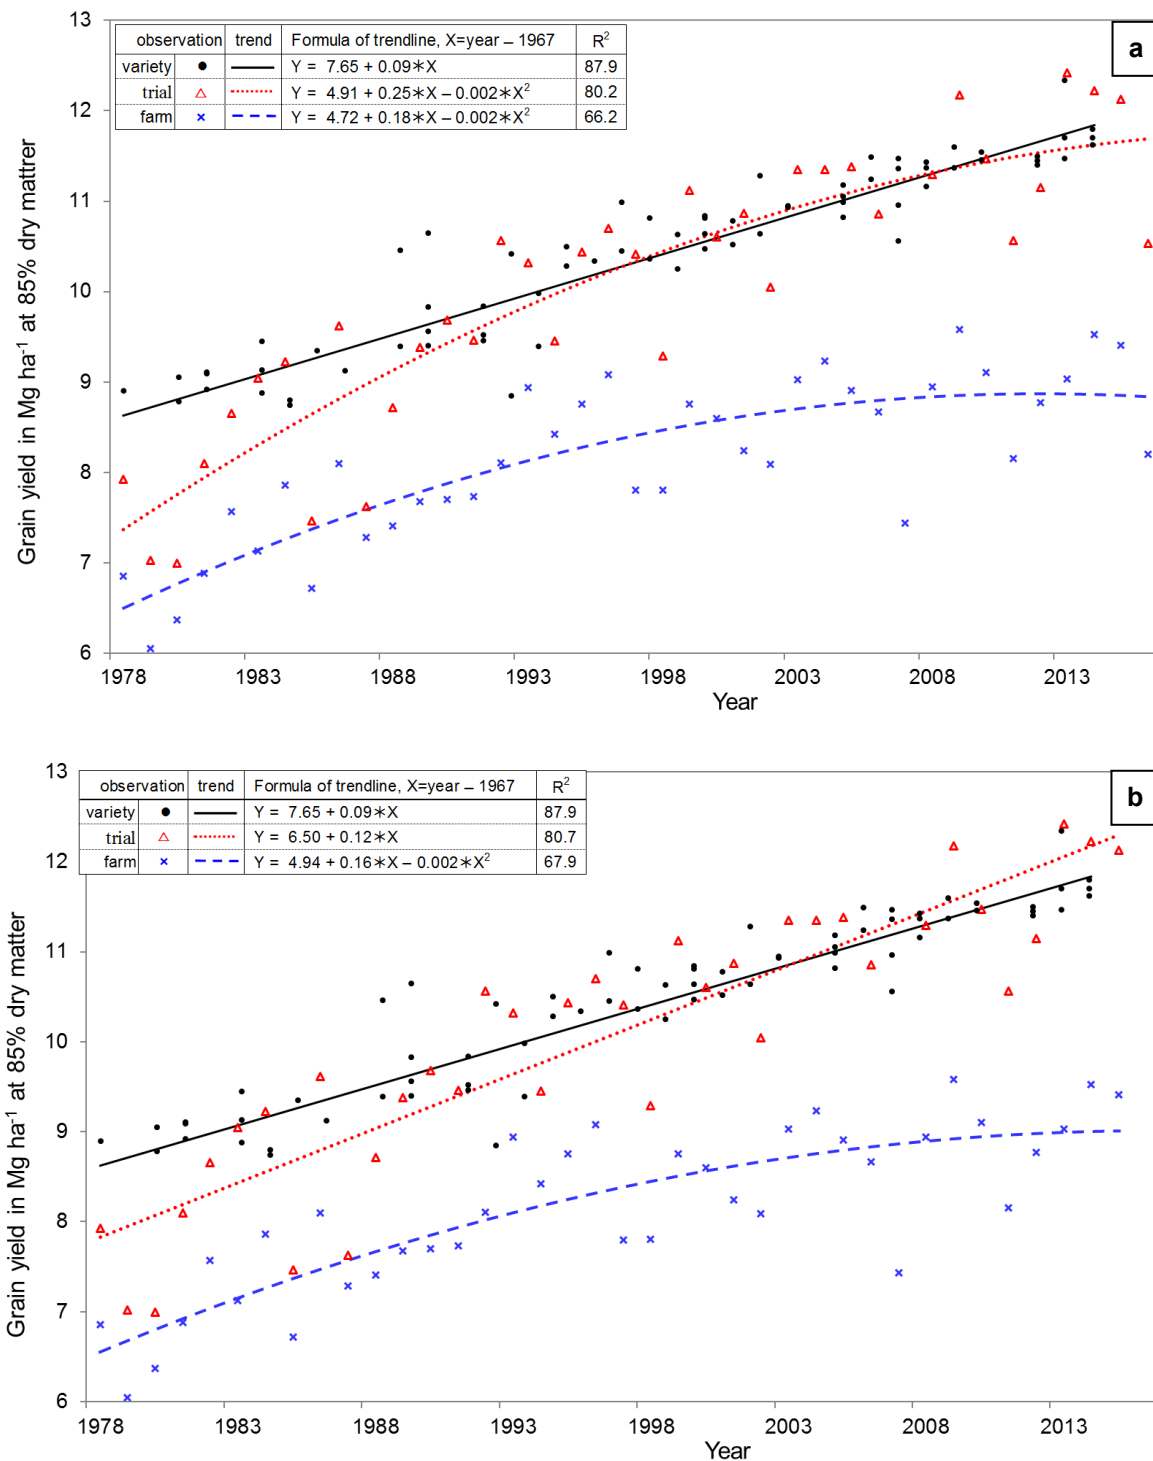 13
12
11
10
9
8
7
6
Grain yield in Mg ha-1 at 85% dry mattrer
a
observation trend Formula of trendline, X=year – 1967 R2
variety Y = 7.65 + 0.09∗X 87.9
trial Y = 4.91 + 0.25∗X – 0.002∗X2 80.2
farm Y = 4.72 + 0.18∗X – 0.002∗X2 66.2
1978 1983 1988 1993 1998 2003 2008 2013
Year
13
12
11
10
9
8
7
6
Grain yield in Mg ha-1 at 85% dry matter
b
observation trend Formula of trendline, X=year – 1967 R2
variety Y = 7.65 + 0.09∗X 87.9
trial Y = 6.50 + 0.12∗X 80.7
farm Y = 4.94 + 0.16∗X – 0.002∗X2 67.9
1978 1983 1988 1993 1998 2003 2008 2013
Year